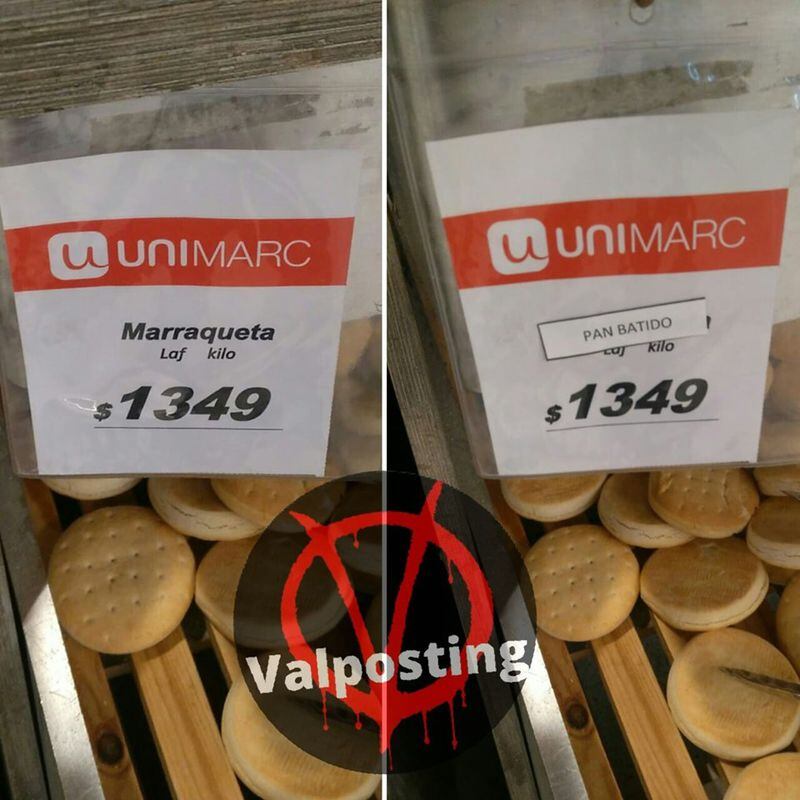 u UNIMARC
Marraqueta
Laf kilo
$1349
u UNIMARC
PAN BATIDO
Laf kilo
$1349
Valposting